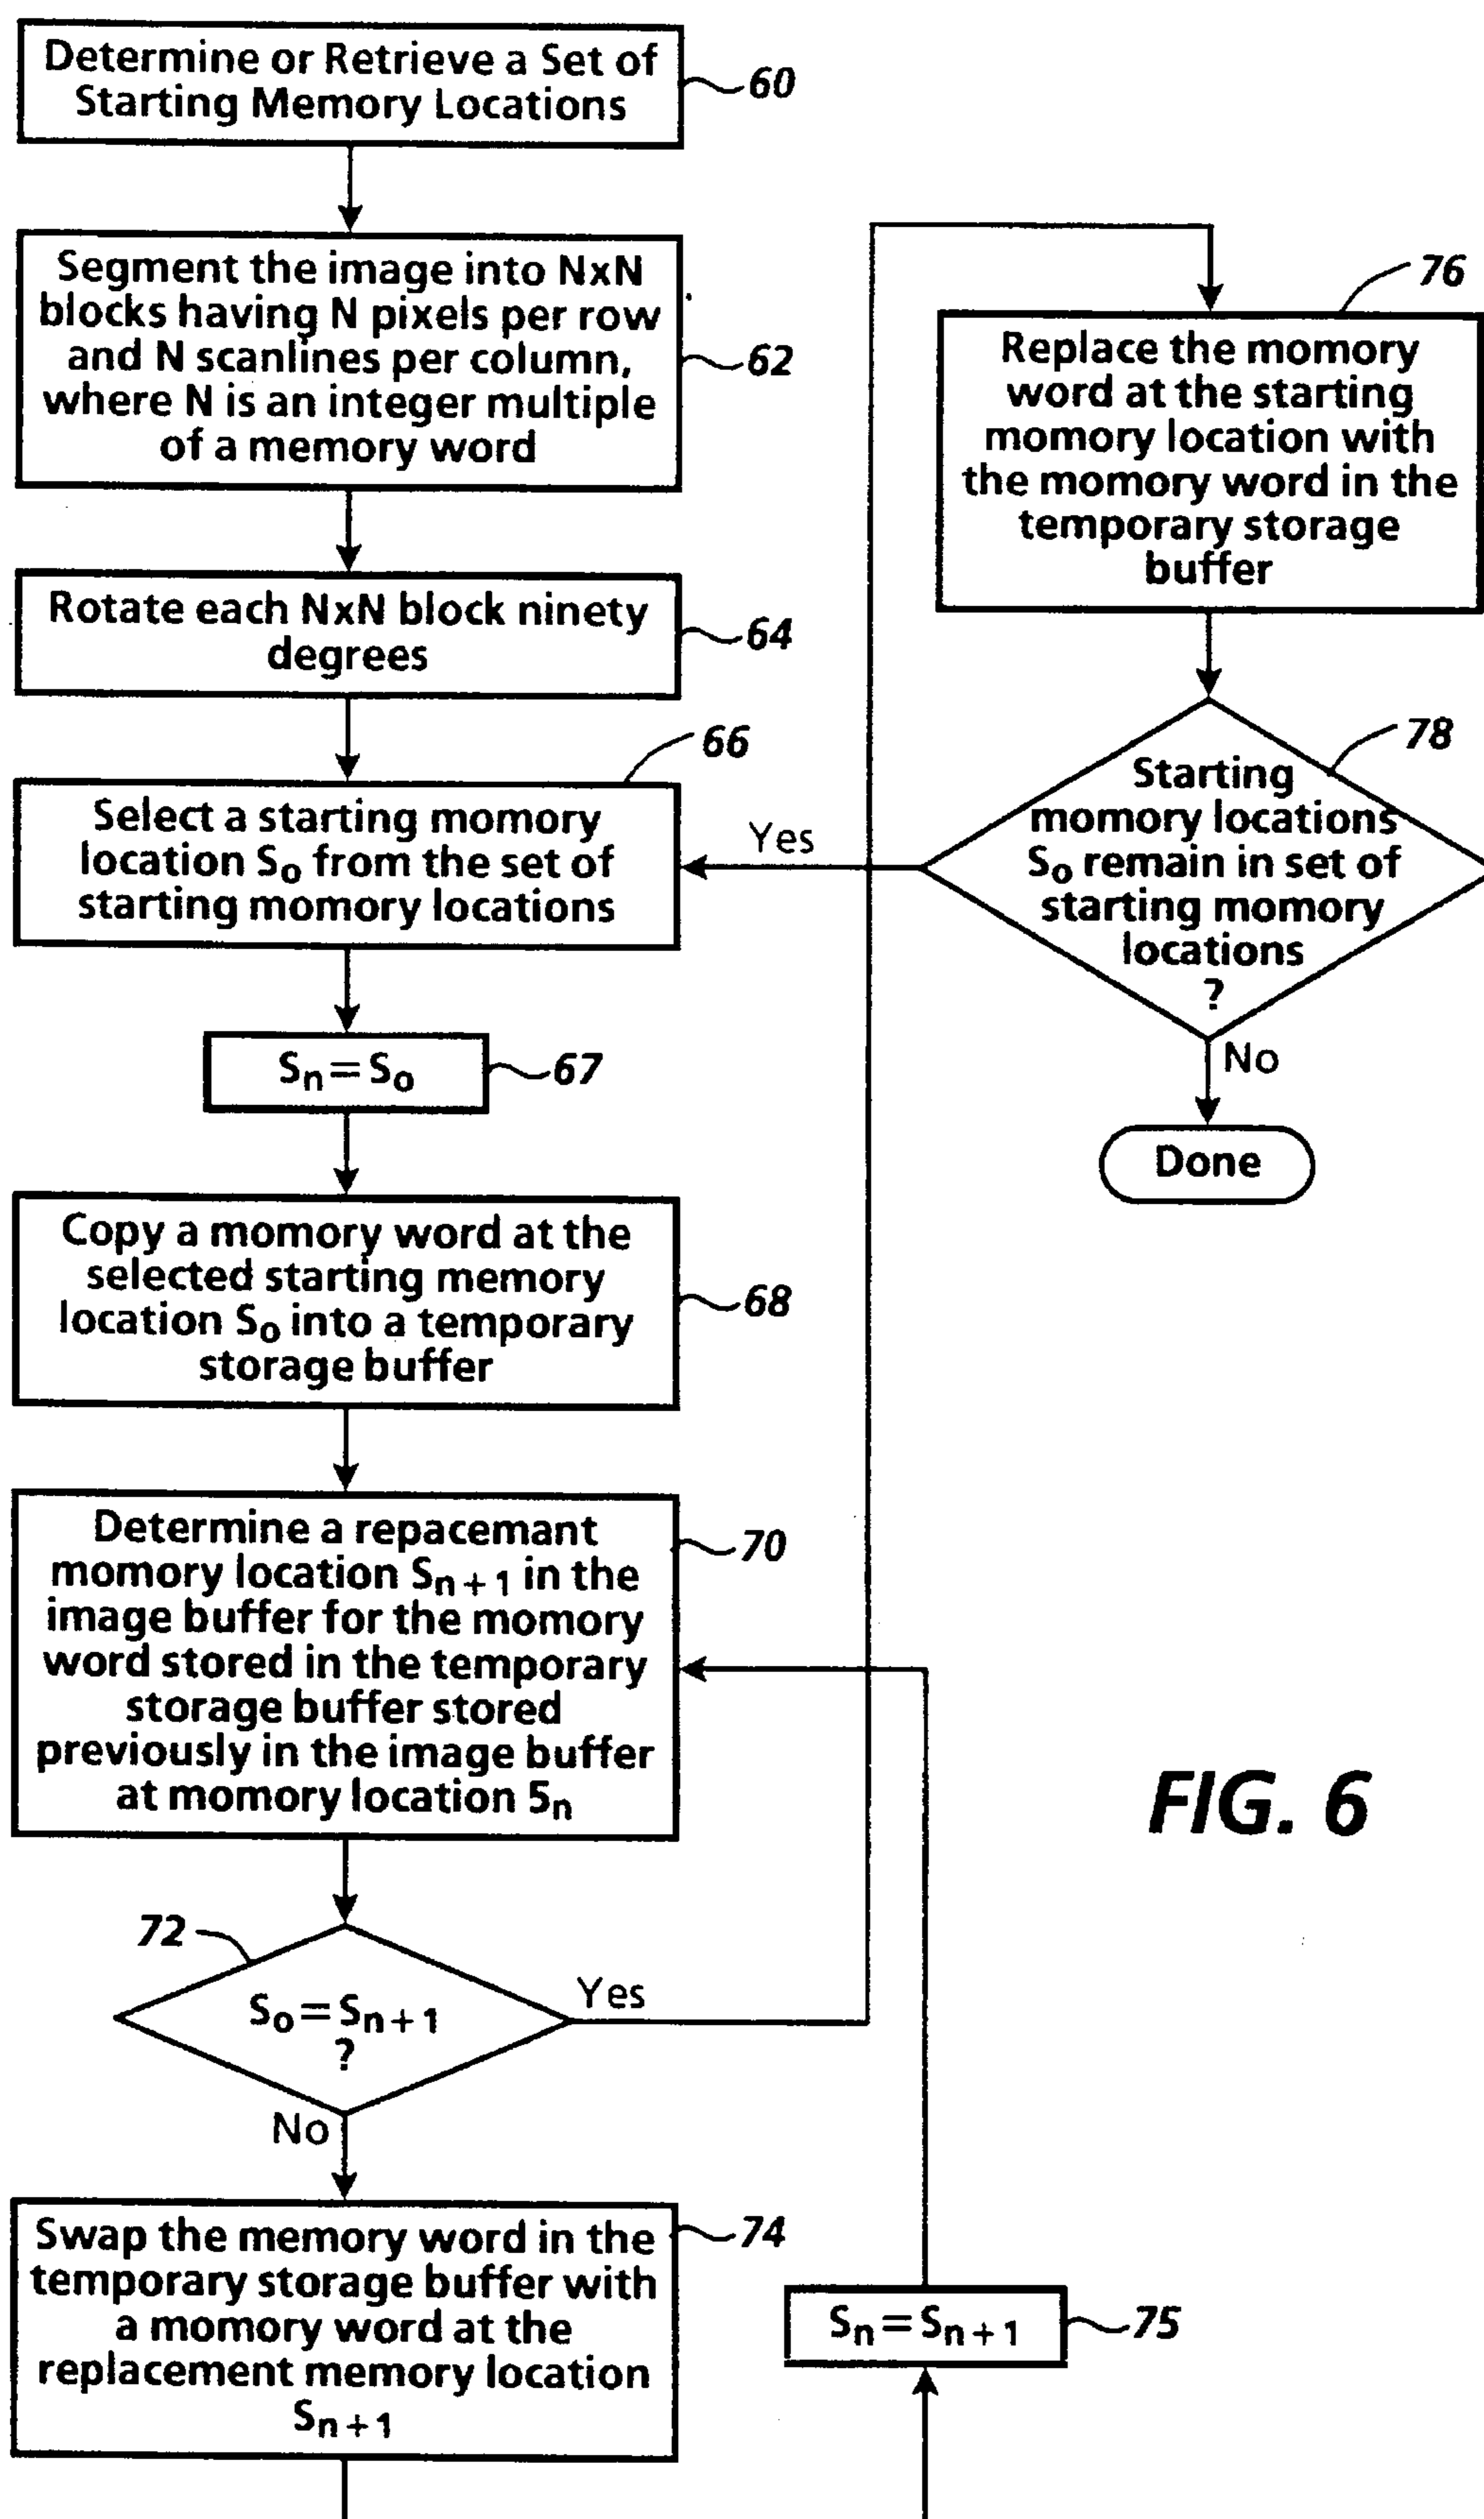 Determine or Retrieve a Set of
Starting Memory Locations
60
Segment the image into NxN
blocks having N pixels per row
and N scanlines per column,
where N is an integer multiple
of a memory word
62
Rotate each NxN block ninety
degrees
64
66
Select a starting momory
location So from the set of
starting momory locations
Sn = So
67
Copy a momory word at the
selected starting memory
location So into a temporary
storage buffer
68
Determine a repacemant
momory location Sn + 1 in the
image buffer for the momory
word stored in the temporary
storage buffer stored
previously in the image buffer
at momory location Sn
70
72
So = Sn + 1
?
Yes
No
Swap the memory word in the
temporary storage buffer with
a momory word at the
replacement memory location
Sn + 1
74
Sn = Sn + 1
75
76
Replace the momory
word at the starting
momory location with
the momory word in the
temporary storage
buffer
78
Starting
momory locations
So remain in set of
starting momory
locations
?
Yes
No
Done
FIG. 6